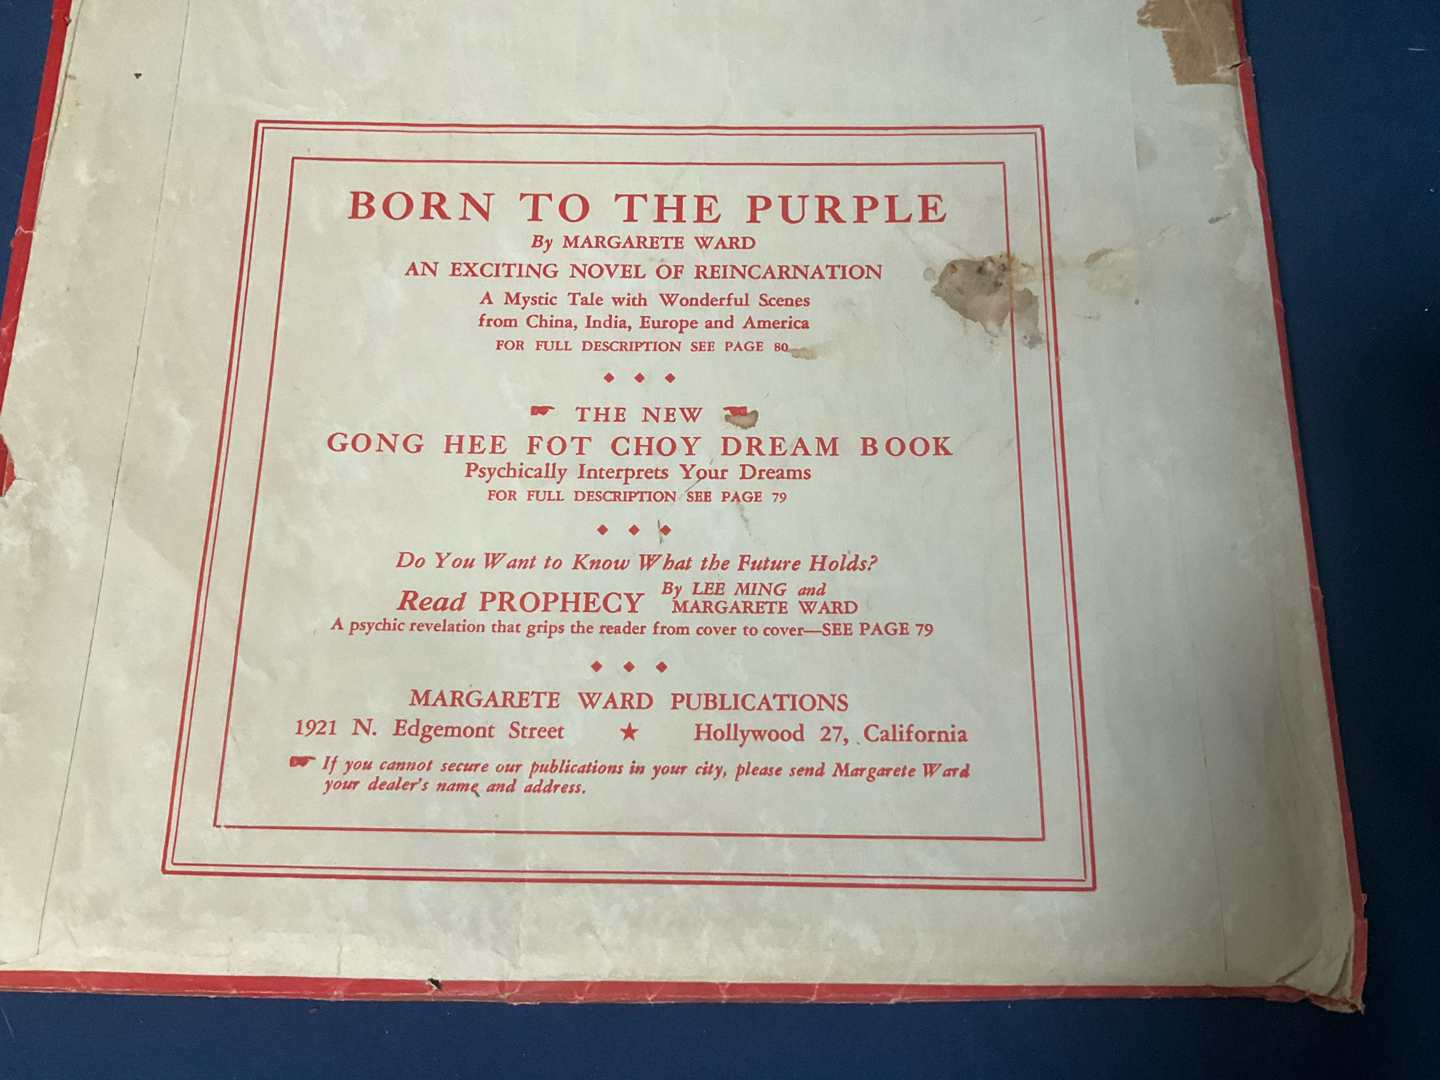 BORN TO THE PURPLE
By MARGARETE WARD
AN EXCITING NOVEL OF REINCARNATION
A Mystic Tale with Wonderful Scenes
from China, India, Europe and America
FOR FULL DESCRIPTION SEE PAGE 80
THE NEW
GONG HEE FOT CHOY DREAM BOOK
Psychically Interprets Your Dreams
FOR FULL DESCRIPTION SEE PAGE 79
Do You Want to Know What the Future Holds?
Read PROPHECY By LEE MING and
MARGARETE WARD
A psychic revelation that grips the reader from cover to cover—SEE PAGE 79
MARGARETE WARD PUBLICATIONS
1921 N. Edgemont Street ★ Hollywood 27, California
☛ If you cannot secure our publications in your city, please send Margarete Ward
your dealer's name and address.